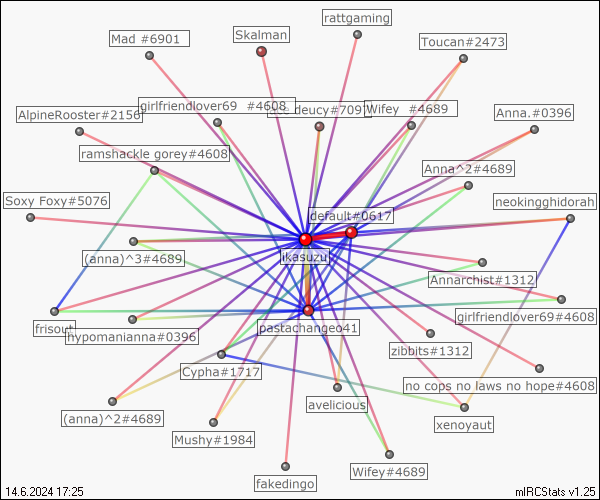 rattgaming
Skalman
Mad #6901
Toucan#2473
girlfriendlover69 #4608
deucy#7097
Wifey #4689
AlpineRooster#2156
Anna.#0396
ramshackle gorey#4608
Anna^2#4689
Soxy Foxy#5076
neokingghidorah
default#0617
(anna)^3#4689
ikasuzu
Annarchist#1312
girlfriendlover69#4608
frisout
hypomanianna#0396
pastachangeo41
zibbits#1312
Cypha#1717
no cops no laws no hope#4608
avelicious
(anna)^2#4689
xenoyaut
Mushy#1984
Wifey#4689
fakedingo
14.6.2024 17:25
mIRCStats v1.25